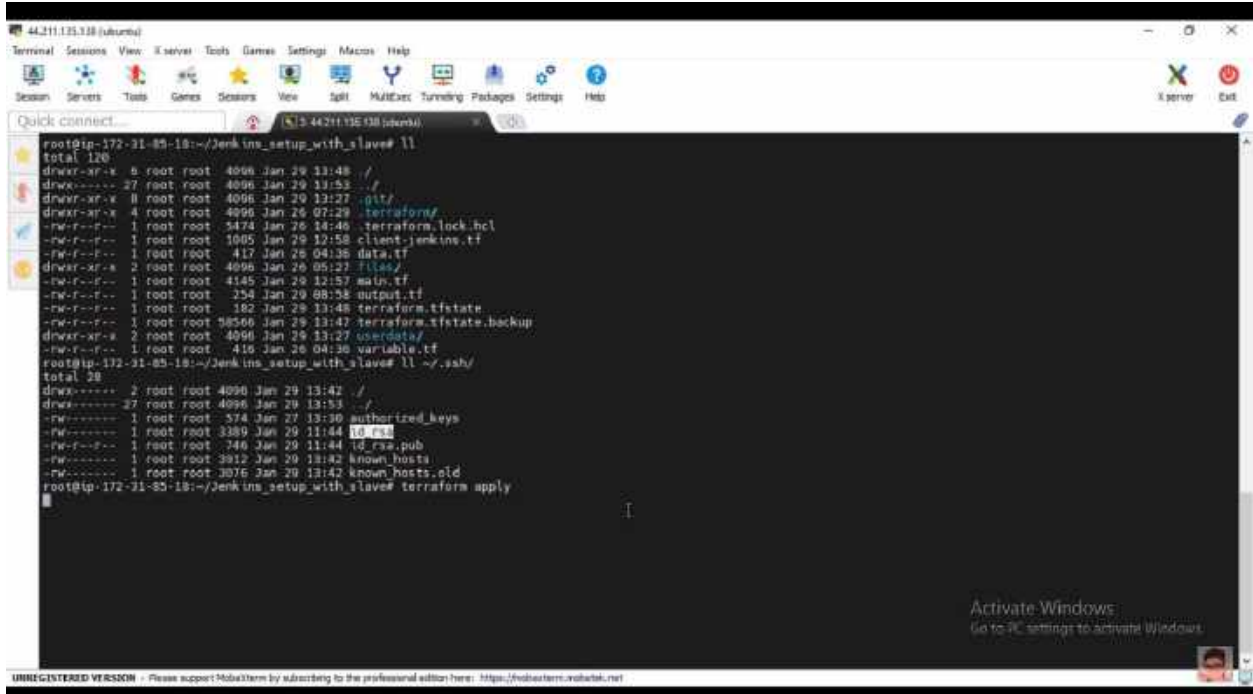 44.211.135.138 (ubuntu)
Terminal Sessions View X server Tools Games Settings Macros Help
Session Servers Tools Games Sessions View Split MultiExec Tunneling Packages Settings Help X server Exit
Quick connect... 3. 44.211.135.138 (ubuntu)
root@ip-172-31-85-18:~/Jenkins_setup_with_slave# ll
total 120
drwxr-xr-x 6 root root 4096 Jan 29 13:48 ./
drwx------ 27 root root 4096 Jan 29 13:53 ../
drwxr-xr-x 8 root root 4096 Jan 29 13:27 .git/
drwxr-xr-x 4 root root 4096 Jan 26 07:29 .terraform/
-rw-r--r-- 1 root root 5474 Jan 26 14:46 .terraform.lock.hcl
-rw-r--r-- 1 root root 1005 Jan 29 12:58 client-jenkins.tf
-rw-r--r-- 1 root root 417 Jan 26 04:36 data.tf
drwxr-xr-x 2 root root 4096 Jan 26 05:27 files/
-rw-r--r-- 1 root root 4145 Jan 29 12:57 main.tf
-rw-r--r-- 1 root root 254 Jan 29 08:58 output.tf
-rw-r--r-- 1 root root 182 Jan 29 13:48 terraform.tfstate
-rw-r--r-- 1 root root 58566 Jan 29 13:47 terraform.tfstate.backup
drwxr-xr-x 2 root root 4096 Jan 29 13:27 userdata/
-rw-r--r-- 1 root root 416 Jan 26 04:36 variable.tf
root@ip-172-31-85-18:~/Jenkins_setup_with_slave# ll ~/.ssh/
total 28
drwx------ 2 root root 4096 Jan 29 13:42 ./
drwx------ 27 root root 4096 Jan 29 13:53 ../
-rw------- 1 root root 574 Jan 27 13:30 authorized_keys
-rw------- 1 root root 3389 Jan 29 11:44 id_rsa
-rw-r--r-- 1 root root 746 Jan 29 11:44 id_rsa.pub
-rw------- 1 root root 3912 Jan 29 13:42 known_hosts
-rw------- 1 root root 3076 Jan 29 13:42 known_hosts.old
root@ip-172-31-85-18:~/Jenkins_setup_with_slave# terraform apply
Activate Windows
Go to PC settings to activate Windows.
UNREGISTERED VERSION - Please support MobaXterm by subscribing to the professional edition here: https://mobaxterm.mobatek.net